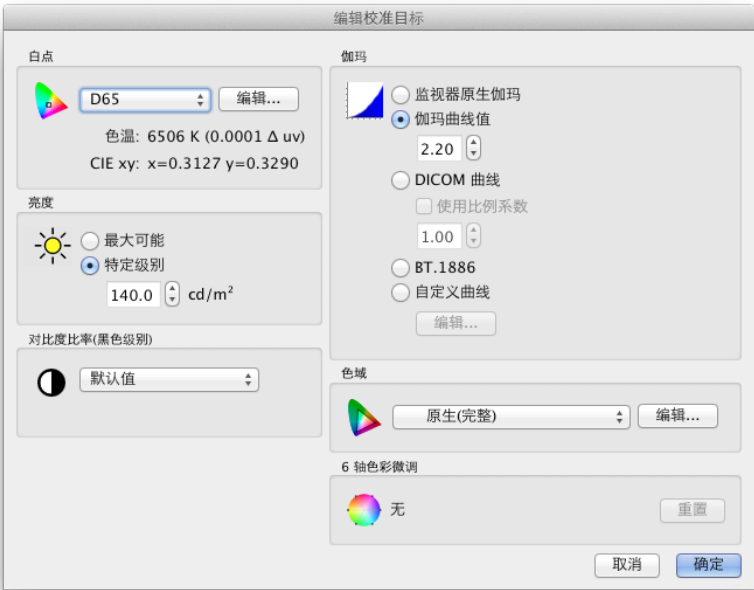 编辑校准目标
白点
D65
编辑...
色温: 6506 K (0.0001 Δ uv)
CIE xy: x=0.3127 y=0.3290
亮度
最大可能
特定级别
140.0 cd/m²
对比度比率(黑色级别)
默认值
伽玛
监视器原生伽玛
伽玛曲线值
2.20
DICOM 曲线
使用比例系数
1.00
BT.1886
自定义曲线
编辑...
色域
原生(完整)
编辑...
6 轴色彩微调
无
重置
取消
确定